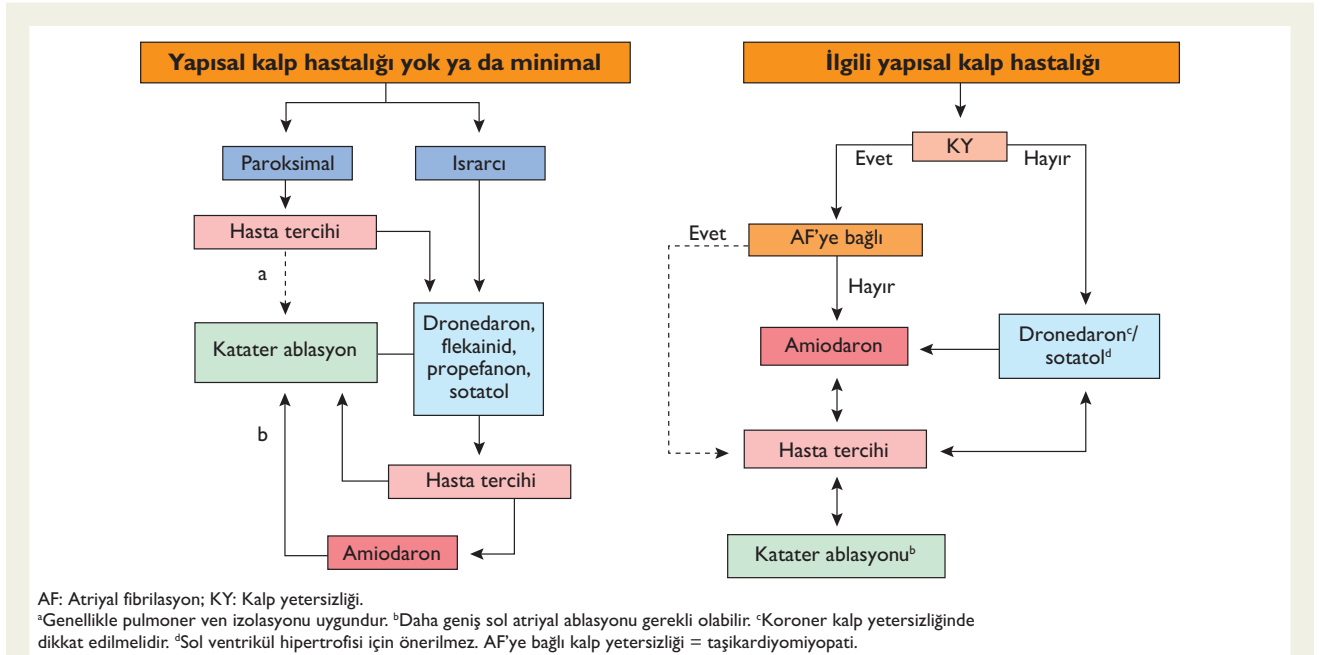 Yapısal kalp hastalığı yok ya da minimal
Paroksimal
Israrcı
Hasta tercihi
a
Katater ablasyon
Dronedaron,
flekainid,
propefanon,
sotatol
b
Hasta tercihi
Amiodaron
İlgili yapısal kalp hastalığı
KY
Evet
Hayır
Evet
AF’ye bağlı
Hayır
Amiodaron
Dronedaronᶜ/
sotatolᵈ
Hasta tercihi
Katater ablasyonuᵇ
AF: Atriyal fibrilasyon; KY: Kalp yetersizliği.
ᵃGenellikle pulmoner ven izolasyonu uygundur. ᵇDaha geniş sol atriyal ablasyonu gerekli olabilir. ᶜKoroner kalp yetersizliğinde
dikkat edilmelidir. ᵈSol ventrikül hipertrofisi için önerilmez. AF’ye bağlı kalp yetersizliği = taşikardiyomiyopati.